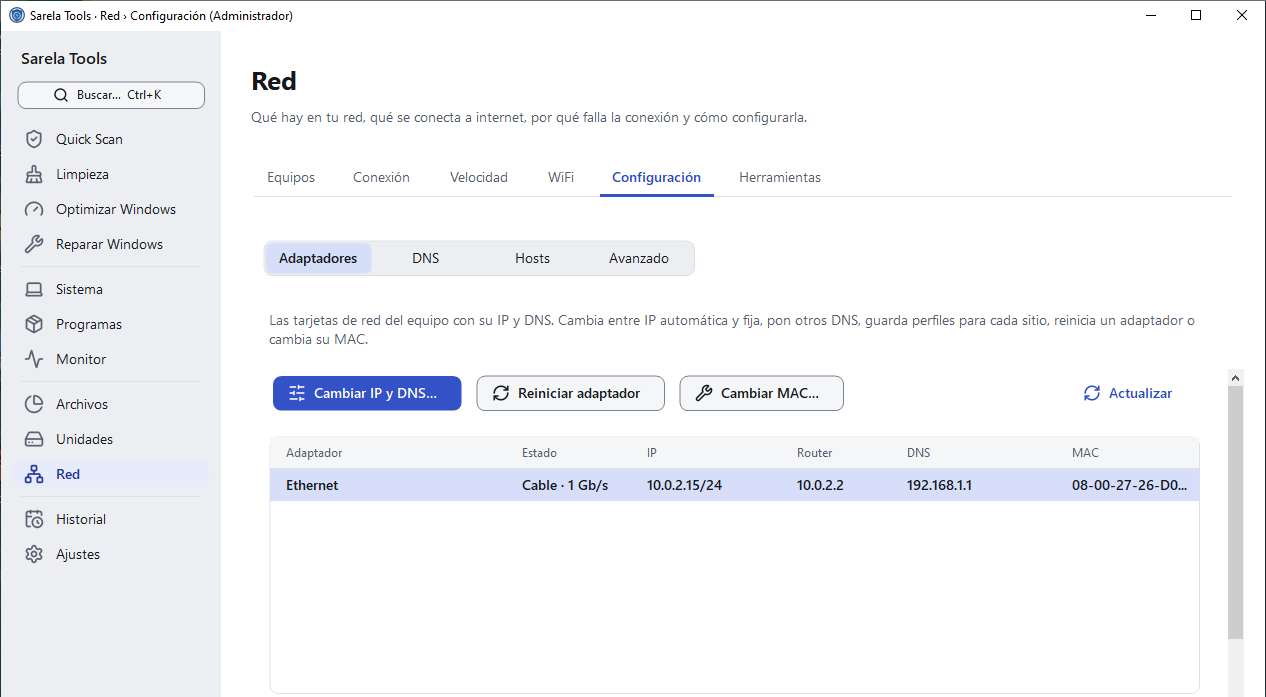 Sarela Tools · Red › Configuración (Administrador)
Sarela Tools
Buscar... Ctrl+K
Quick Scan
Limpieza
Optimizar Windows
Reparar Windows
Sistema
Programas
Monitor
Archivos
Unidades
Red
Historial
Ajustes
Red
Qué hay en tu red, qué se conecta a internet, por qué falla la conexión y cómo configurarla.
Equipos Conexión Velocidad WiFi Configuración Herramientas
Adaptadores DNS Hosts Avanzado
Las tarjetas de red del equipo con su IP y DNS. Cambia entre IP automática y fija, pon otros DNS, guarda perfiles para cada sitio, reinicia un adaptador o
cambia su MAC.
Cambiar IP y DNS... Reiniciar adaptador Cambiar MAC... Actualizar
Adaptador Estado IP Router DNS MAC
Ethernet Cable · 1 Gb/s 10.0.2.15/24 10.0.2.2 192.168.1.1 08-00-27-26-D0...